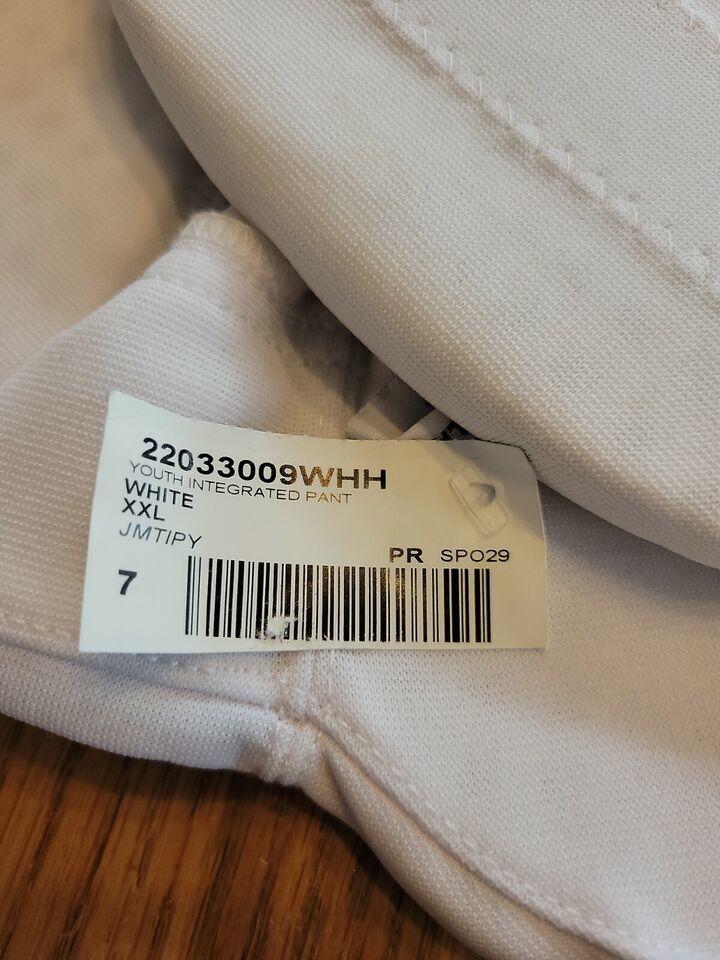 22033009WHH
YOUTH INTEGRATED PANT
WHITE
XXL
JMTIPY
PR SPO29
7